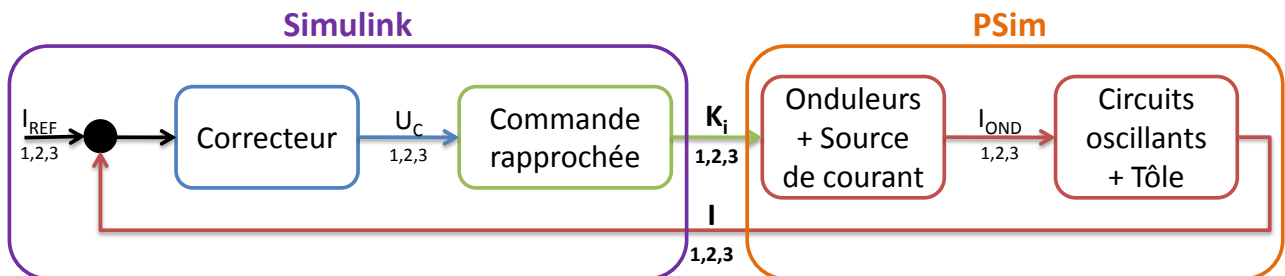 Simulink
PSim
I_REF
1,2,3
Correcteur
U_C
1,2,3
Commande
rapprochée
K_i
1,2,3
Onduleurs
+ Source
de courant
I_OND
1,2,3
Circuits
oscillants
+ Tôle
I
1,2,3